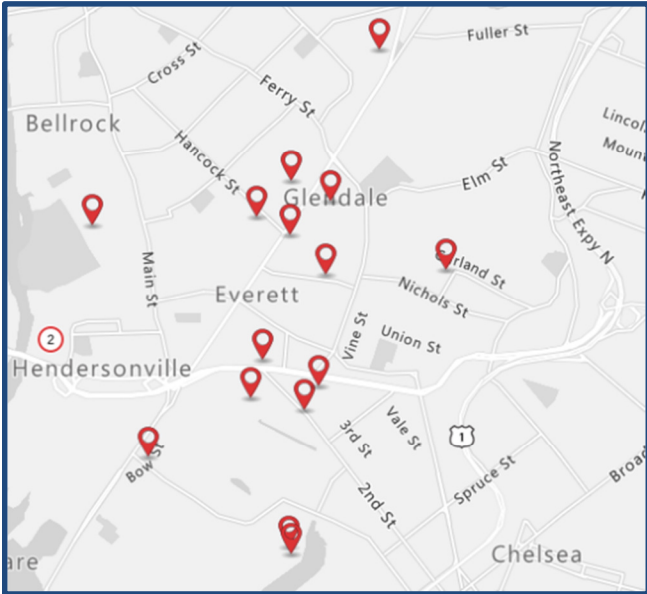 Fuller St
Cross St
Ferry St
Bellrock
Lincol
Mount
Hancock St
Elm St
Northeast Expy N
Glendale
Garland St
Main St
Everett
Nichols St
2
Vine St
Union St
Hendersonville
3rd St
Vale St
1
Bow St
Broad
Spruce St
2nd St
Chelsea
are